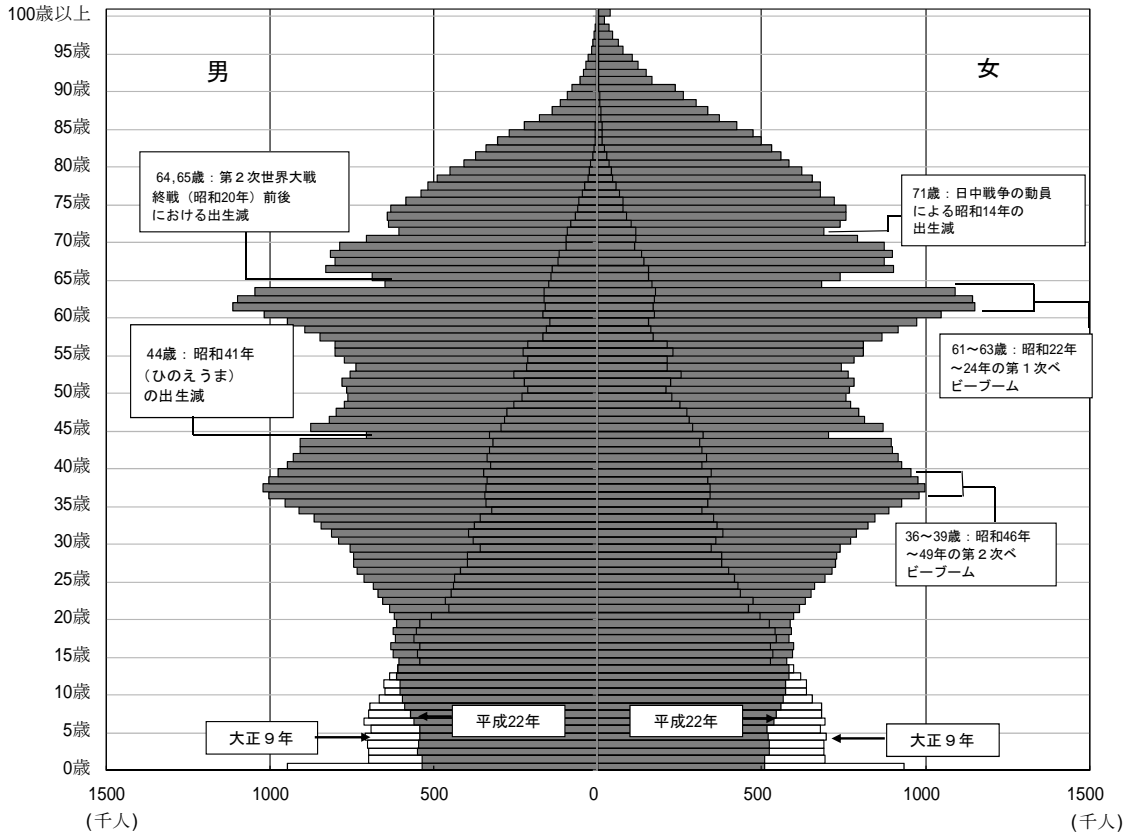 100歳以上
95歳
90歳
85歳
80歳
75歳
70歳
65歳
60歳
55歳
50歳
45歳
40歳
35歳
30歳
25歳
20歳
15歳
10歳
5歳
0歳
男
女
64,65歳：第２次世界大戦
終戦（昭和20年）前後
における出生減
71歳：日中戦争の動員
による昭和14年の
出生減
44歳：昭和41年
（ひのえうま）
の出生減
61～63歳：昭和22年
～24年の第１次ベ
ビーブーム
36～39歳：昭和46年
～49年の第２次ベ
ビーブーム
平成22年
平成22年
大正９年
大正９年
1500
1000
500
0
500
1000
1500
(千人)
(千人)